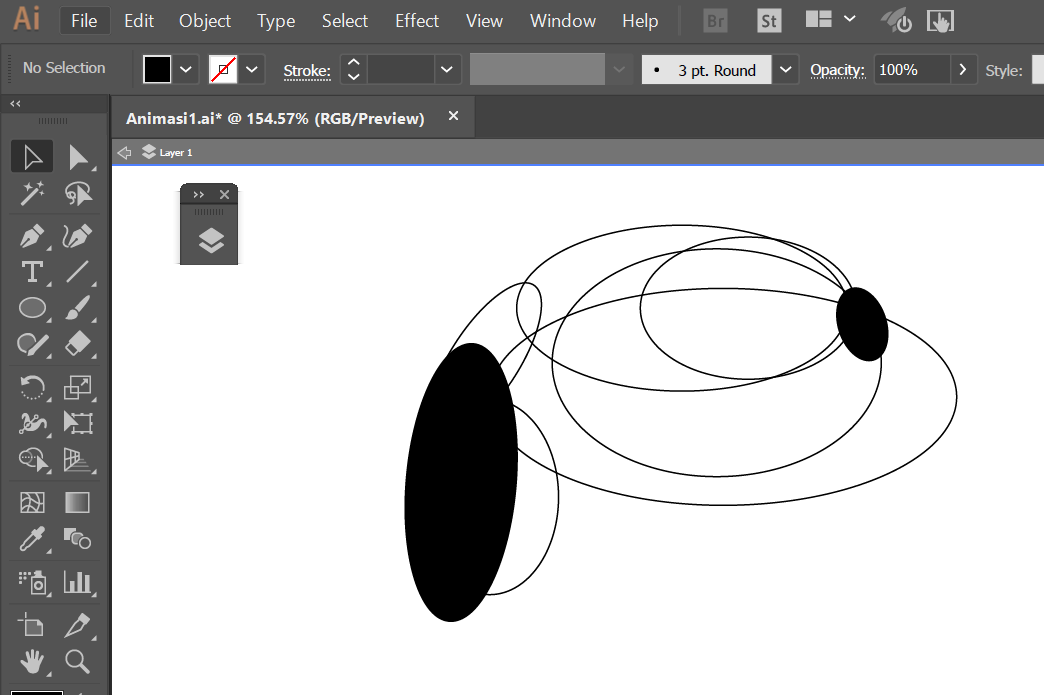 Ai File Edit Object Type Select Effect View Window Help Br St
No Selection Stroke: 3 pt. Round Opacity: 100% Style:
Animasi1.ai* @ 154.57% (RGB/Preview)
Layer 1